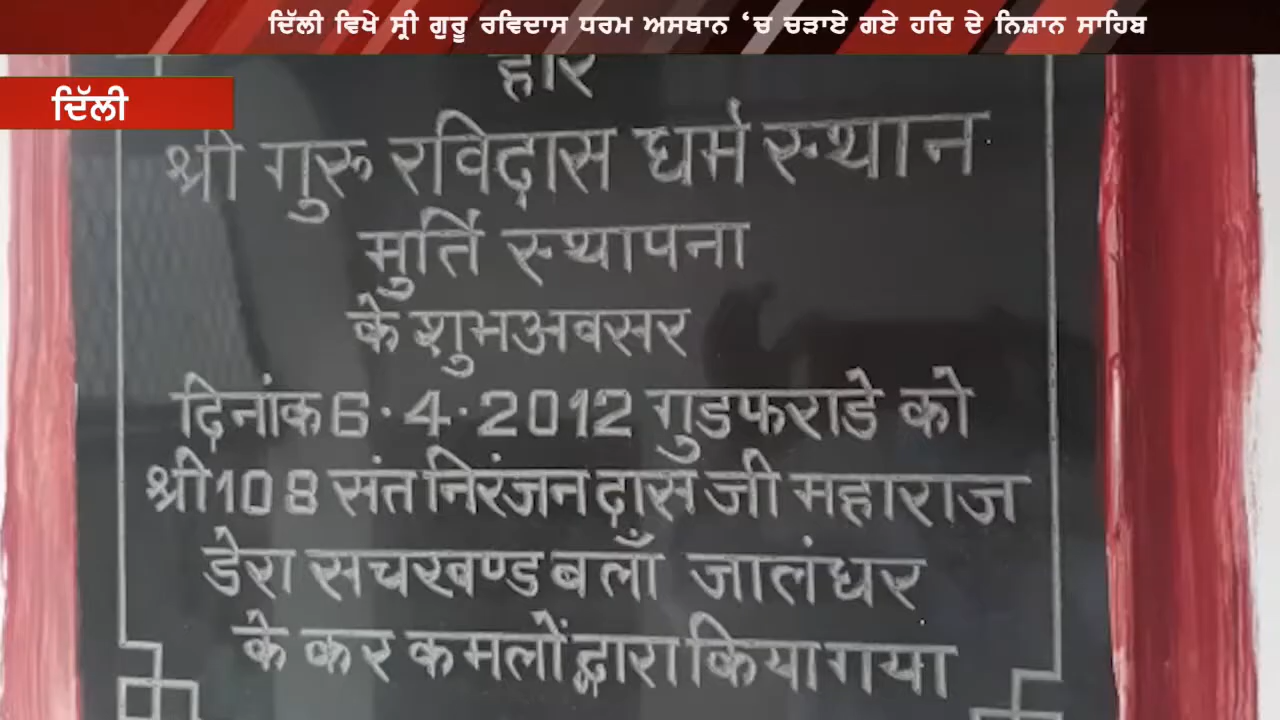 ਦਿੱਲੀ ਵਿਖੇ ਸ੍ਰੀ ਗੁਰੂ ਰਵਿਦਾਸ ਧਰਮ ਅਸਥਾਨ ‘ਚ ਚੜਾਏ ਗਏ ਹਰਿ ਦੇ ਨਿਸ਼ਾਨ ਸਾਹਿਬ
ਦਿੱਲੀ
श्री गुरू रविदास धर्म स्थान
मुर्ति स्थापना
के शुभअवसर
दिनांक 6.4.2012 गुडफराडे को
श्री 108 संत निरंजन दास जी महाराज
डेरा सचखण्ड बलाँ जालंधर
के कर कमलों द्वारा किया गया